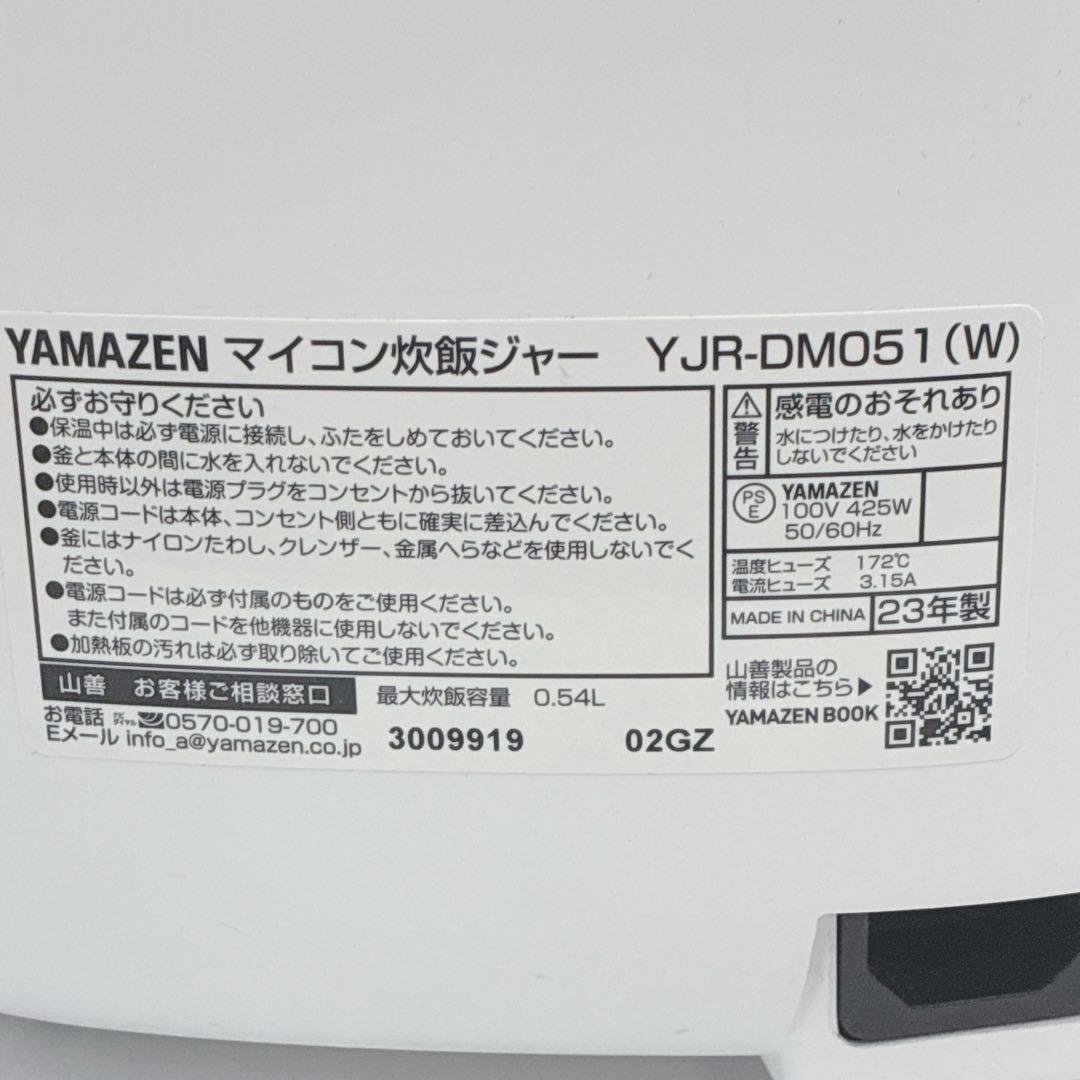 YAMAZEN マイコン炊飯ジャー YJR-DM051(W)
必ずお守りください
●保温中は必ず電源に接続し、ふたをしめておいてください。
●釜と本体の間に水を入れないでください。
●使用時以外は電源プラグをコンセントから抜いてください。
●電源コードは本体、コンセント側ともに確実に差込んでください。
●釜にはナイロンたわし、クレンザー、金属へらなどを使用しないでく
ださい。
●電源コードは必ず付属のものをご使用ください。
また付属のコードを他機器に使用しないでください。
●加熱板の汚れは必ず取り除いてご使用ください。
⚠警告
感電のおそれあり
水につけたり、水をかけたり
しないでください
PSE
YAMAZEN
100V 425W
50/60Hz
温度ヒューズ 172℃
電流ヒューズ 3.15A
MADE IN CHINA 23年製
山善 お客様ご相談窓口 最大炊飯容量 0.54L
お電話 ナビダイヤル 0570-019-700
Eメール info_a@yamazen.co.jp 3009919 02GZ
山善製品の
情報はこちら▶
YAMAZEN BOOK